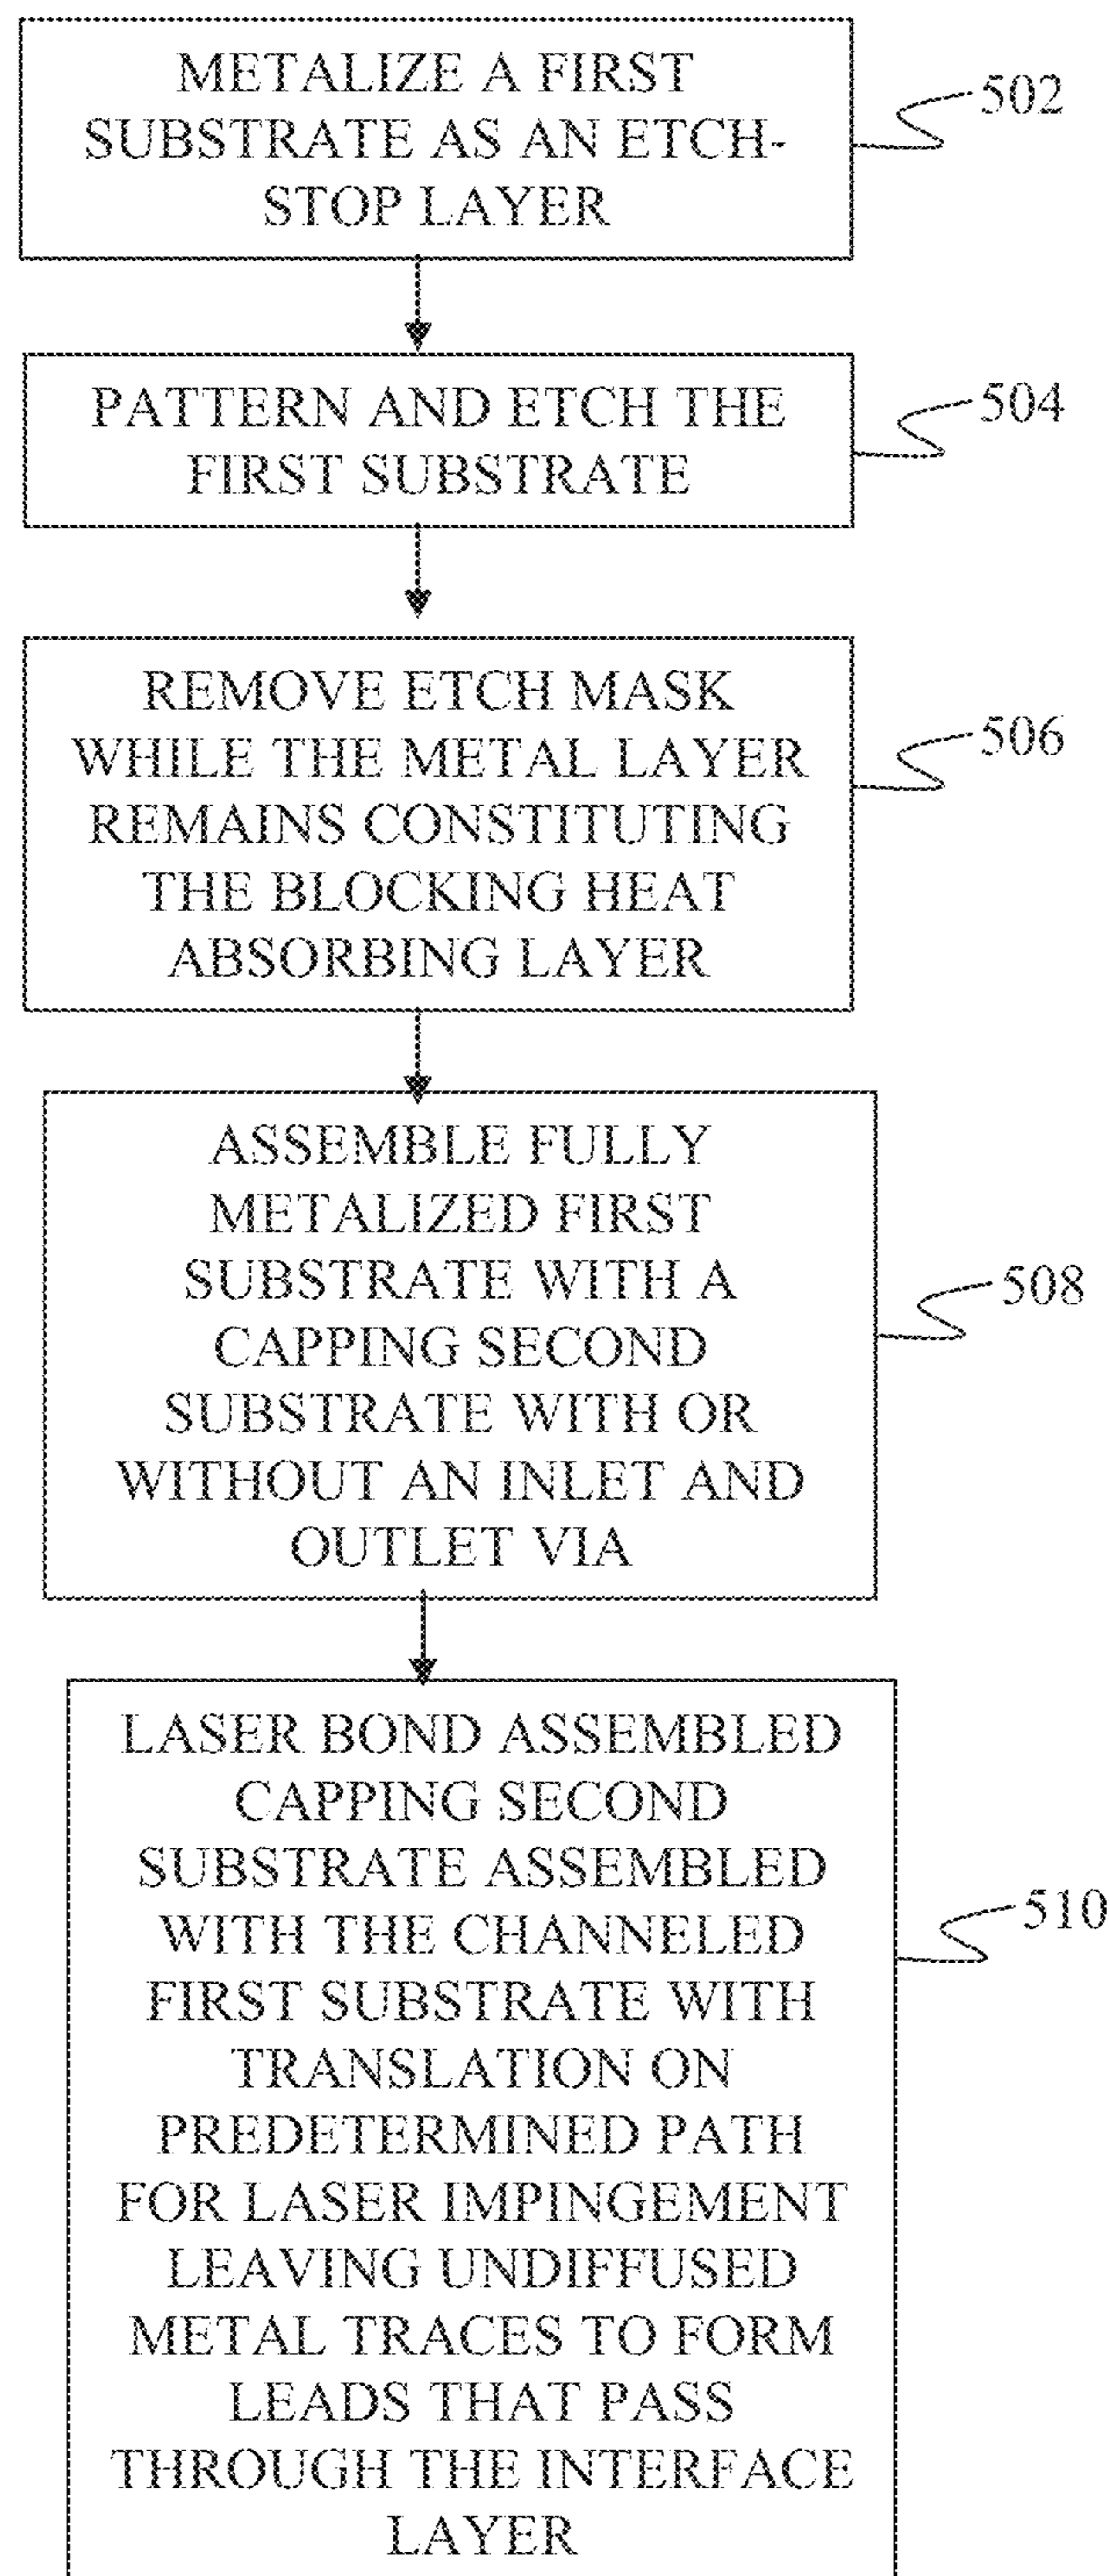 METALIZE A FIRST
SUBSTRATE AS AN ETCH-
STOP LAYER
502
PATTERN AND ETCH THE
FIRST SUBSTRATE
504
REMOVE ETCH MASK
WHILE THE METAL LAYER
REMAINS CONSTITUTING
THE BLOCKING HEAT
ABSORBING LAYER
506
ASSEMBLE FULLY
METALIZED FIRST
SUBSTRATE WITH A
CAPPING SECOND
SUBSTRATE WITH OR
WITHOUT AN INLET AND
OUTLET VIA
508
LASER BOND ASSEMBLED
CAPPING SECOND
SUBSTRATE ASSEMBLED
WITH THE CHANNELED
FIRST SUBSTRATE WITH
TRANSLATION ON
PREDETERMINED PATH
FOR LASER IMPINGEMENT
LEAVING UNDIFFUSED
METAL TRACES TO FORM
LEADS THAT PASS
THROUGH THE INTERFACE
LAYER
510